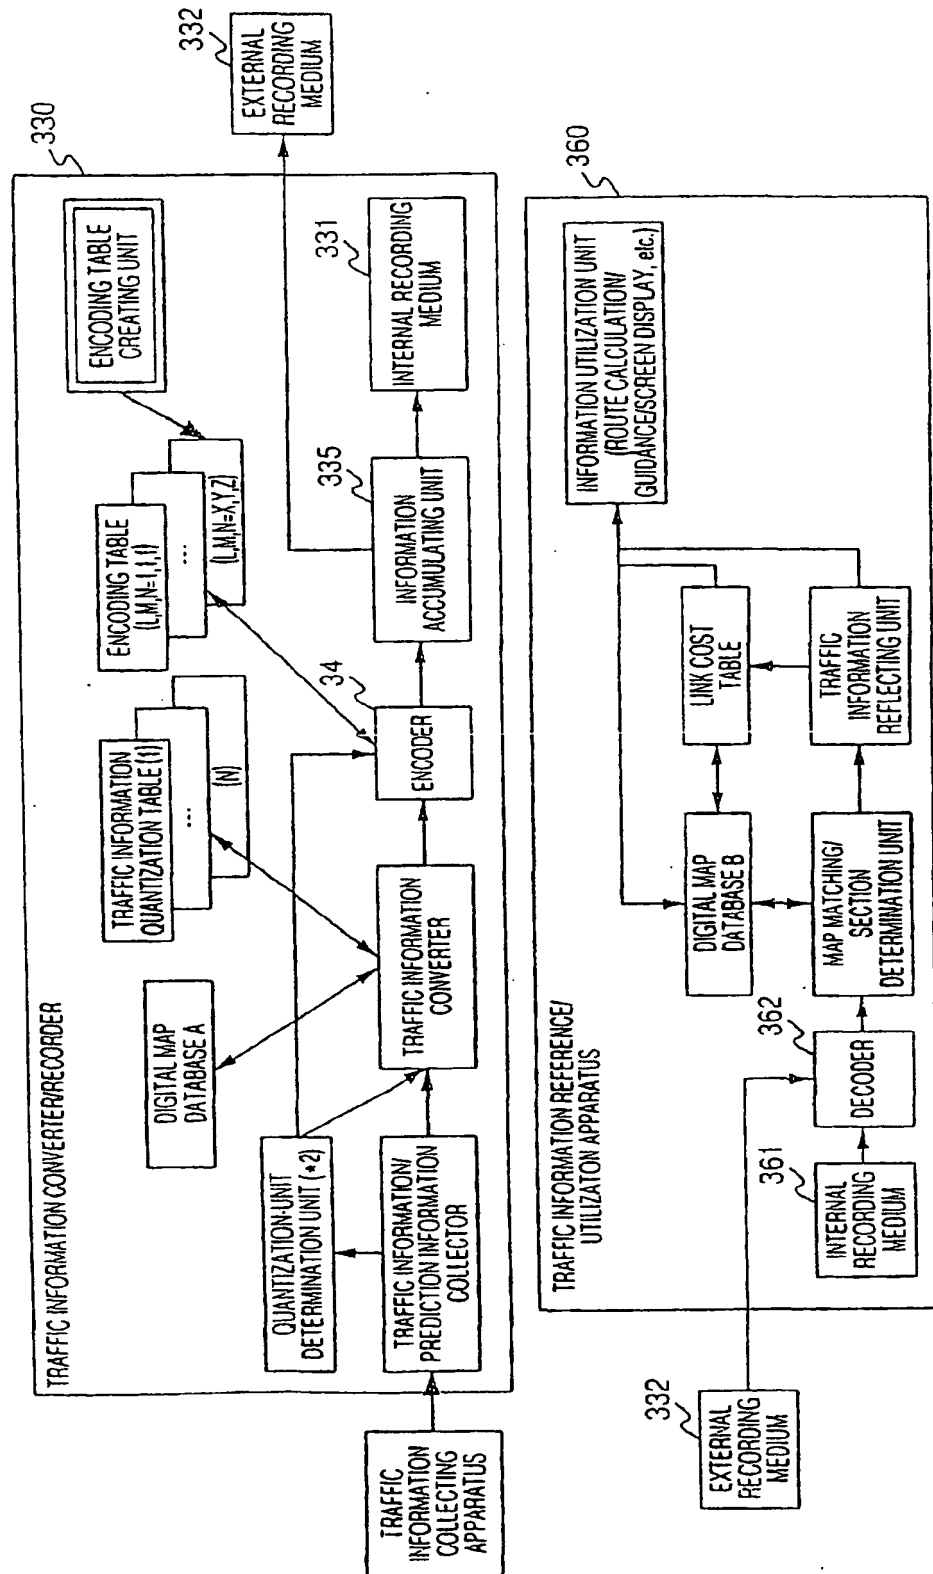 TRAFFIC INFORMATION CONVERTER/RECORDER
330
ENCODING TABLE
CREATING UNIT
ENCODING TABLE
(L,M,N=1,1,1)
...
(L,M,N=X,Y,Z)
TRAFFIC INFORMATION
QUANTIZATION TABLE (1)
...
(N)
DIGITAL MAP
DATABASE A
QUANTIZATION-UNIT
DETERMINATION UNIT (*2)
TRAFFIC INFORMATION/
PREDICTION INFORMATION
COLLECTOR
TRAFFIC INFORMATION
CONVERTER
34
ENCODER
335
INFORMATION
ACCUMULATING UNIT
331
INTERNAL RECORDING
MEDIUM
332
EXTERNAL
RECORDING
MEDIUM
TRAFFIC
INFORMATION
COLLECTING
APPARATUS
TRAFFIC INFORMATION REFERENCE/
UTILIZATON APPARATUS
360
INFORMATION UTILIZATION UNIT
(ROUTE CALCULATION/
GUIDANCE/SCREEN DISPLAY, etc.)
DIGITAL MAP
DATABASE B
LINK COST
TABLE
361
INTERNAL
RECORDING
MEDIUM
362
DECODER
MAP MATCHING/
SECTION
DETERMINATION UNIT
TRAFFIC
INFORMATION
REFLECTING UNIT
332
EXTERNAL
RECORDING
MEDIUM